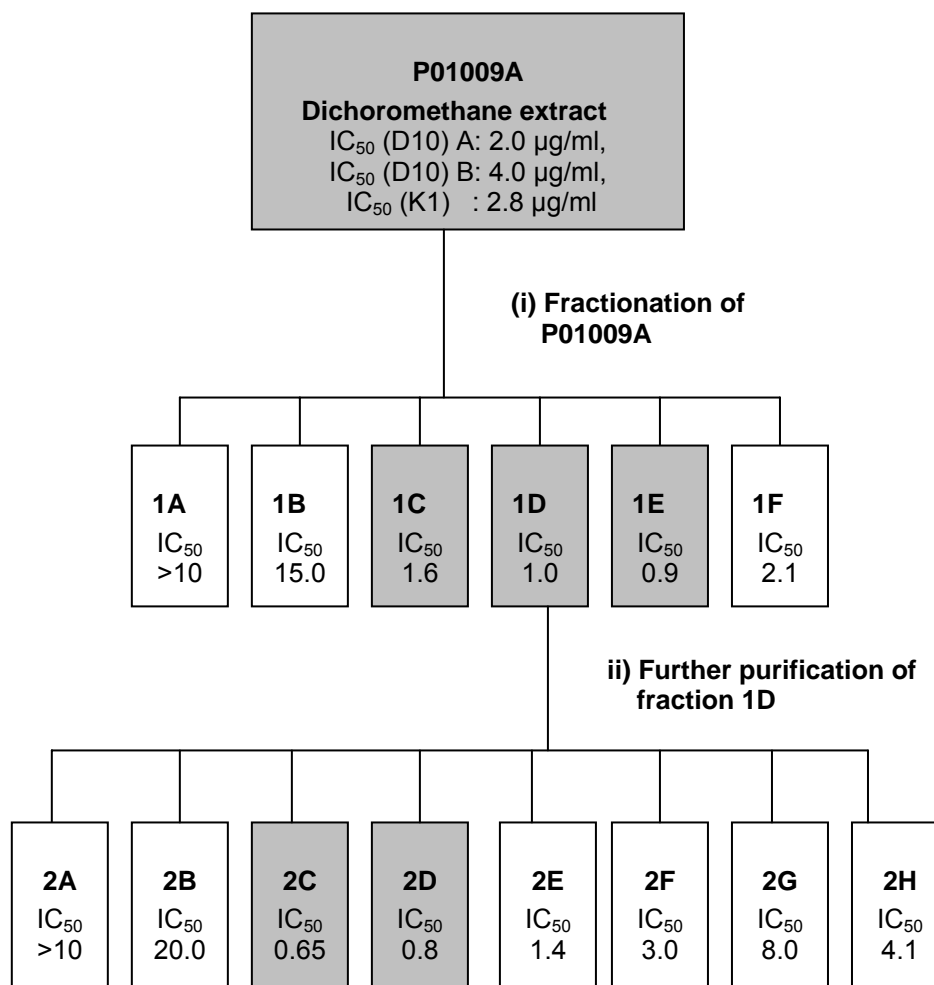 P01009A
Dichoromethane extract
IC₅₀ (D10) A: 2.0 µg/ml,
IC₅₀ (D10) B: 4.0 µg/ml,
IC₅₀ (K1) : 2.8 µg/ml
(i) Fractionation of
P01009A
1A
IC₅₀
>10
1B
IC₅₀
15.0
1C
IC₅₀
1.6
1D
IC₅₀
1.0
1E
IC₅₀
0.9
1F
IC₅₀
2.1
ii) Further purification of
fraction 1D
2A
IC₅₀
>10
2B
IC₅₀
20.0
2C
IC₅₀
0.65
2D
IC₅₀
0.8
2E
IC₅₀
1.4
2F
IC₅₀
3.0
2G
IC₅₀
8.0
2H
IC₅₀
4.1